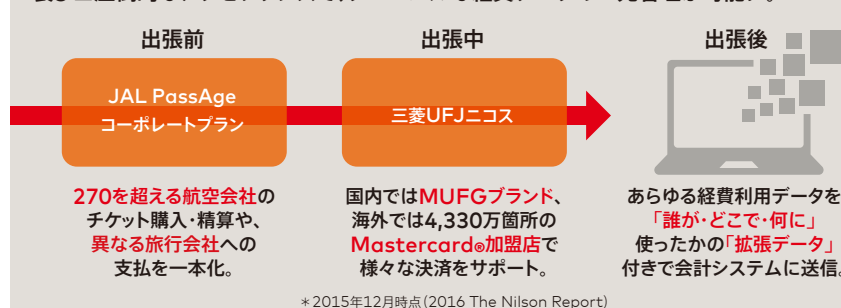 出張前
出張中
出張後
JAL PassAge
コーポレートプラン
三菱UFJニコス
270を超える航空会社の
チケット購入・精算や、
異なる旅行会社への
支払を一本化。
国内ではMUFGブランド、
海外では4,330万箇所の
Mastercard®加盟店で
様々な決済をサポート。
あらゆる経費利用データを
「誰が・どこで・何に」
使ったかの「拡張データ」
付きで会計システムに送信。
＊2015年12月時点(2016 The Nilson Report)